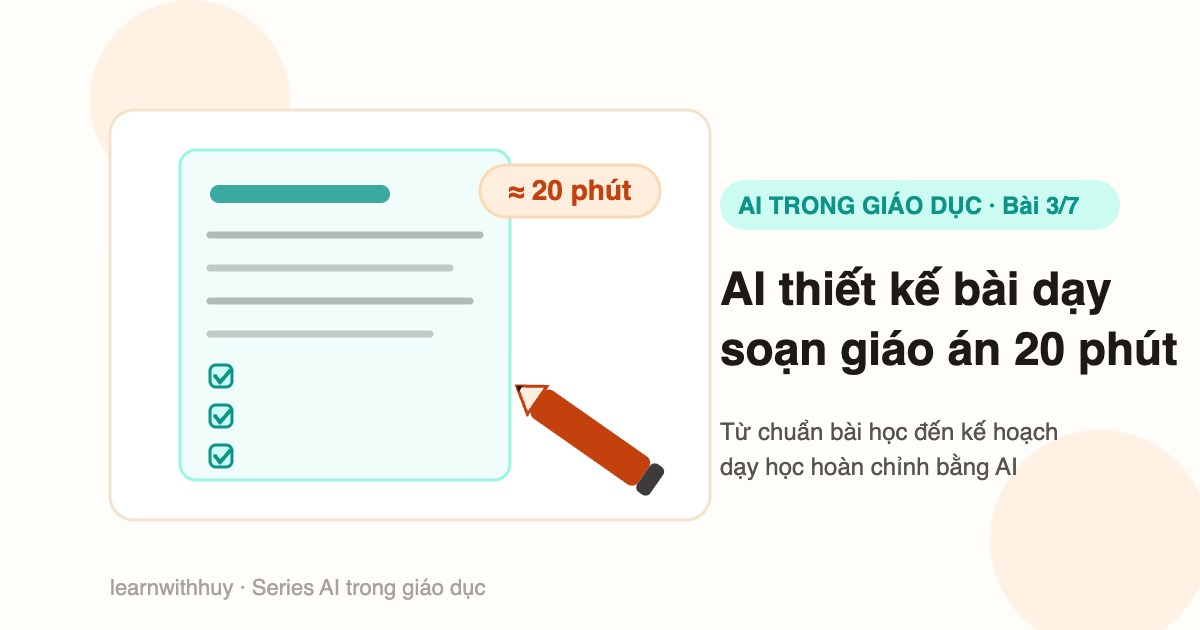 ≈ 20 phút
AI TRONG GIÁO DỤC · Bài 3/7
AI thiết kế bài dạy
soạn giáo án 20 phút
Từ chuẩn bài học đến kế hoạch
dạy học hoàn chỉnh bằng AI
learnwithhuy · Series AI trong giáo dục